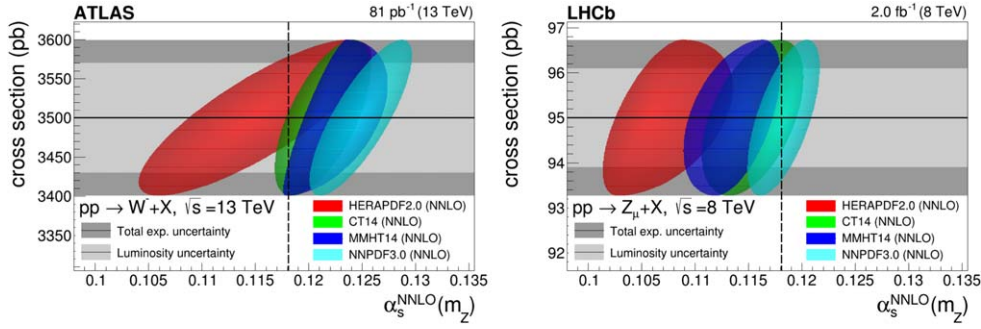 ATLAS 81 pb⁻¹ (13 TeV)
cross section (pb)
3600
3550
3500
3450
3400
3350
pp → W⁻+X, √s =13 TeV
Total exp. uncertainty
Luminosity uncertainty
HERAPDF2.0 (NNLO)
CT14 (NNLO)
MMHT14 (NNLO)
NNPDF3.0 (NNLO)
0.1 0.105 0.11 0.115 0.12 0.125 0.13 0.135
α_s^NNLO(m_Z)
LHCb 2.0 fb⁻¹ (8 TeV)
cross section (pb)
97
96
95
94
93
92
pp → Z_μ+X, √s =8 TeV
Total exp. uncertainty
Luminosity uncertainty
HERAPDF2.0 (NNLO)
CT14 (NNLO)
MMHT14 (NNLO)
NNPDF3.0 (NNLO)
0.1 0.105 0.11 0.115 0.12 0.125 0.13 0.135
α_s^NNLO(m_Z)